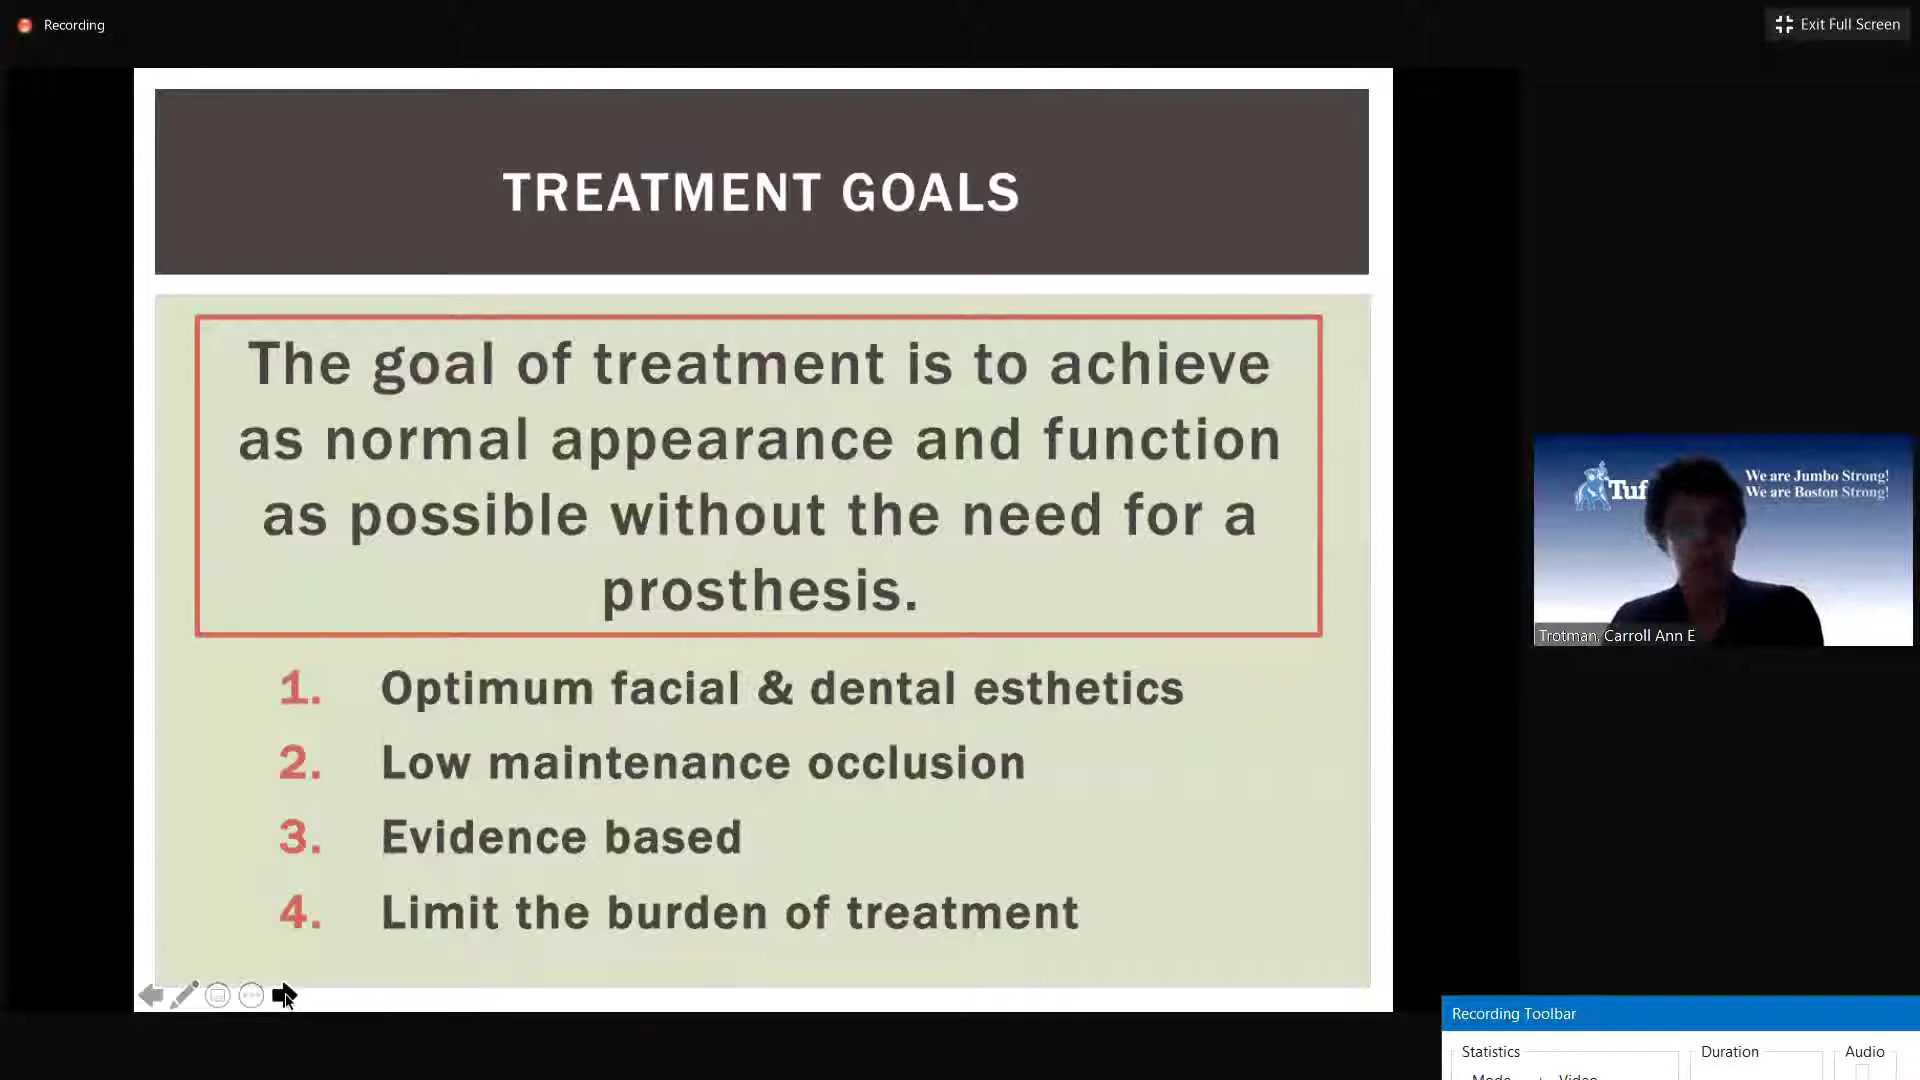 Recording
Exit Full Screen
TREATMENT GOALS
The goal of treatment is to achieve
as normal appearance and function
as possible without the need for a
prosthesis.
1. Optimum facial & dental esthetics
2. Low maintenance occlusion
3. Evidence based
4. Limit the burden of treatment
Tuf
We are Jumbo Strong!
We are Boston Strong!
Trotman, Carroll Ann E
Recording Toolbar
Statistics
Duration
Audio
Mode
Video